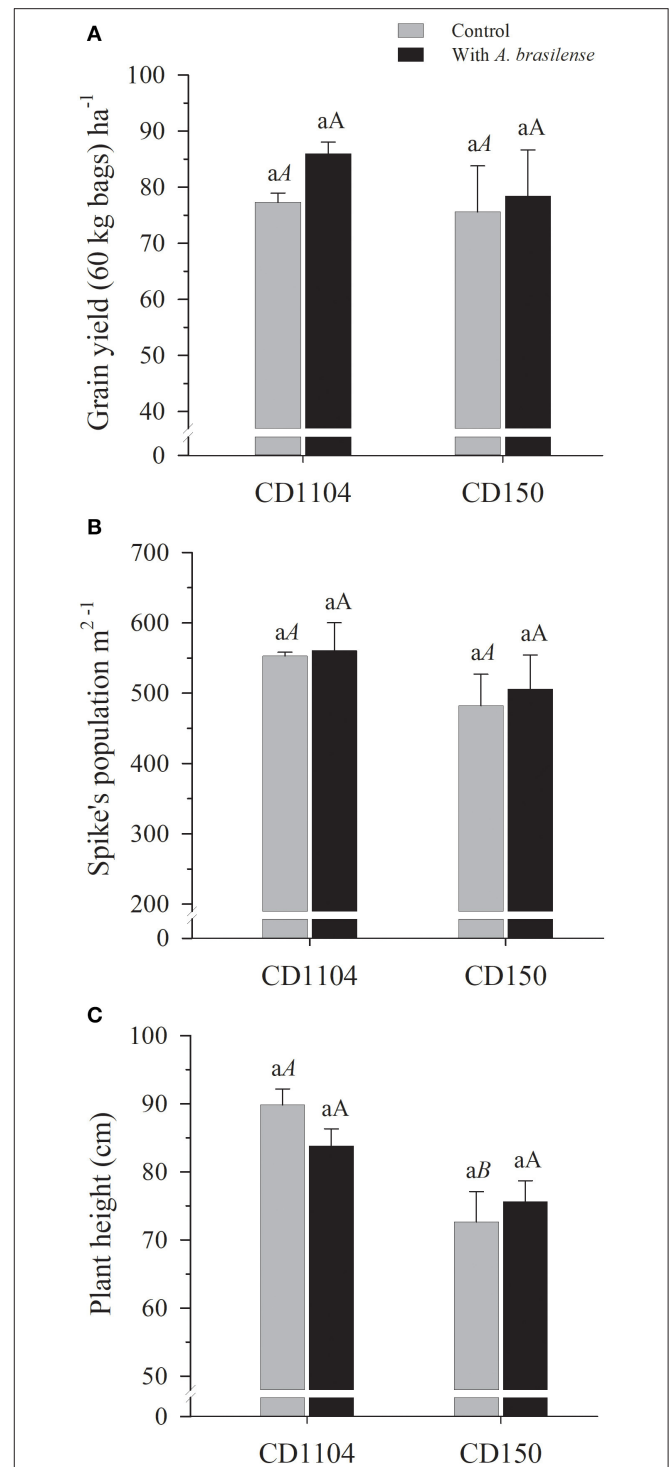 A
Control
With A. brasilense
Grain yield (60 kg bags) ha-1
100
90
80
70
60
50
40
0
aA
aA
aA
aA
CD1104
CD150
B
Spike's population m2 -1
700
600
500
400
300
200
0
aA
aA
aA
aA
CD1104
CD150
C
Plant height (cm)
100
90
80
70
60
50
0
aA
aA
aB
aA
CD1104
CD150